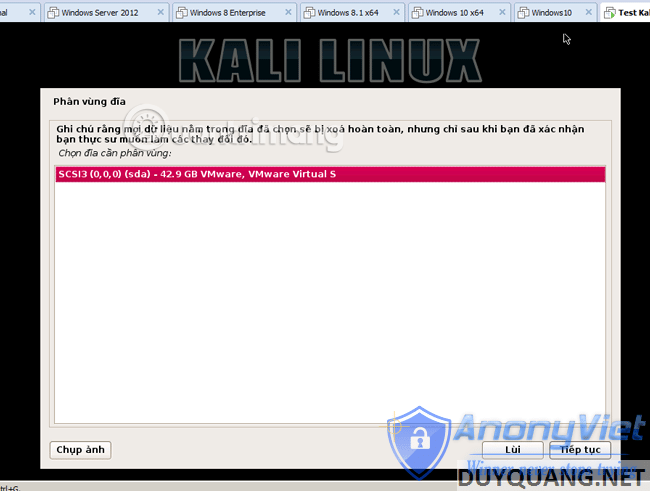 Windows Server 2012
Windows 8 Enterprise
Windows 8.1 x64
Windows 10 x64
Windows10
Test Kal
KALI LINUX
Phân vùng đĩa
Ghi chú rằng mọi dữ liệu nằm trong đĩa đã chọn sẽ bị xoá hoàn toàn, nhưng chỉ sau khi bạn đã xác nhận
bạn thực sự muốn làm các thay đổi đó.
Chọn đĩa cần phân vùng:
SCSI3 (0,0,0) (sda) - 42.9 GB VMware, VMware Virtual S
Chụp ảnh
Lùi
Tiếp tục
AnonyViet
Winner never stops trying
DUYQUANG.NET
trl+G.